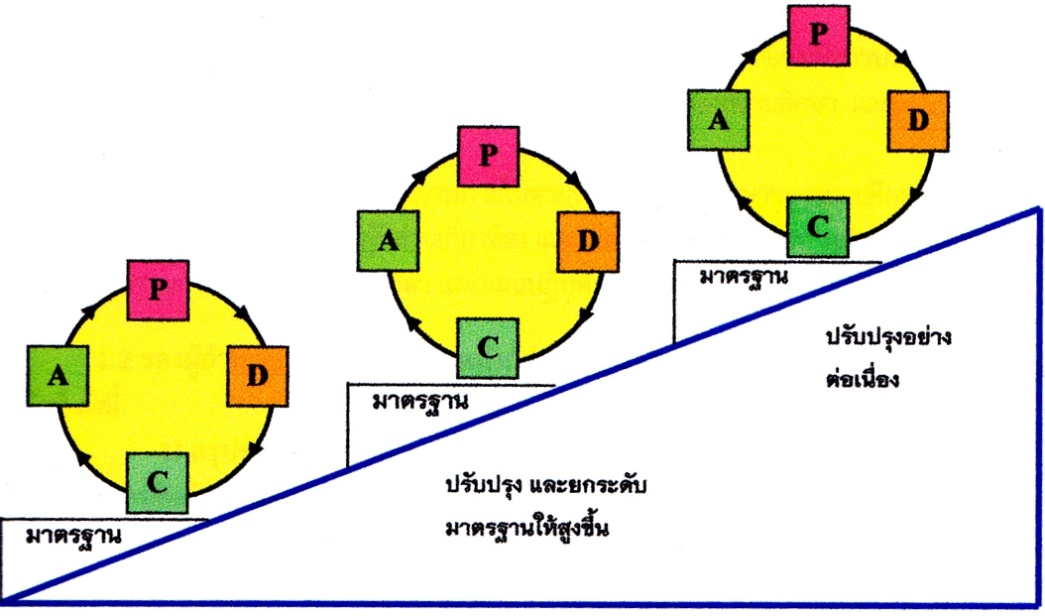 P
A
D
C
มาตรฐาน
P
A
D
C
มาตรฐาน
P
A
D
C
มาตรฐาน
ปรับปรุง และยกระดับ
มาตรฐานให้สูงขึ้น
ปรับปรุงอย่าง
ต่อเนื่อง